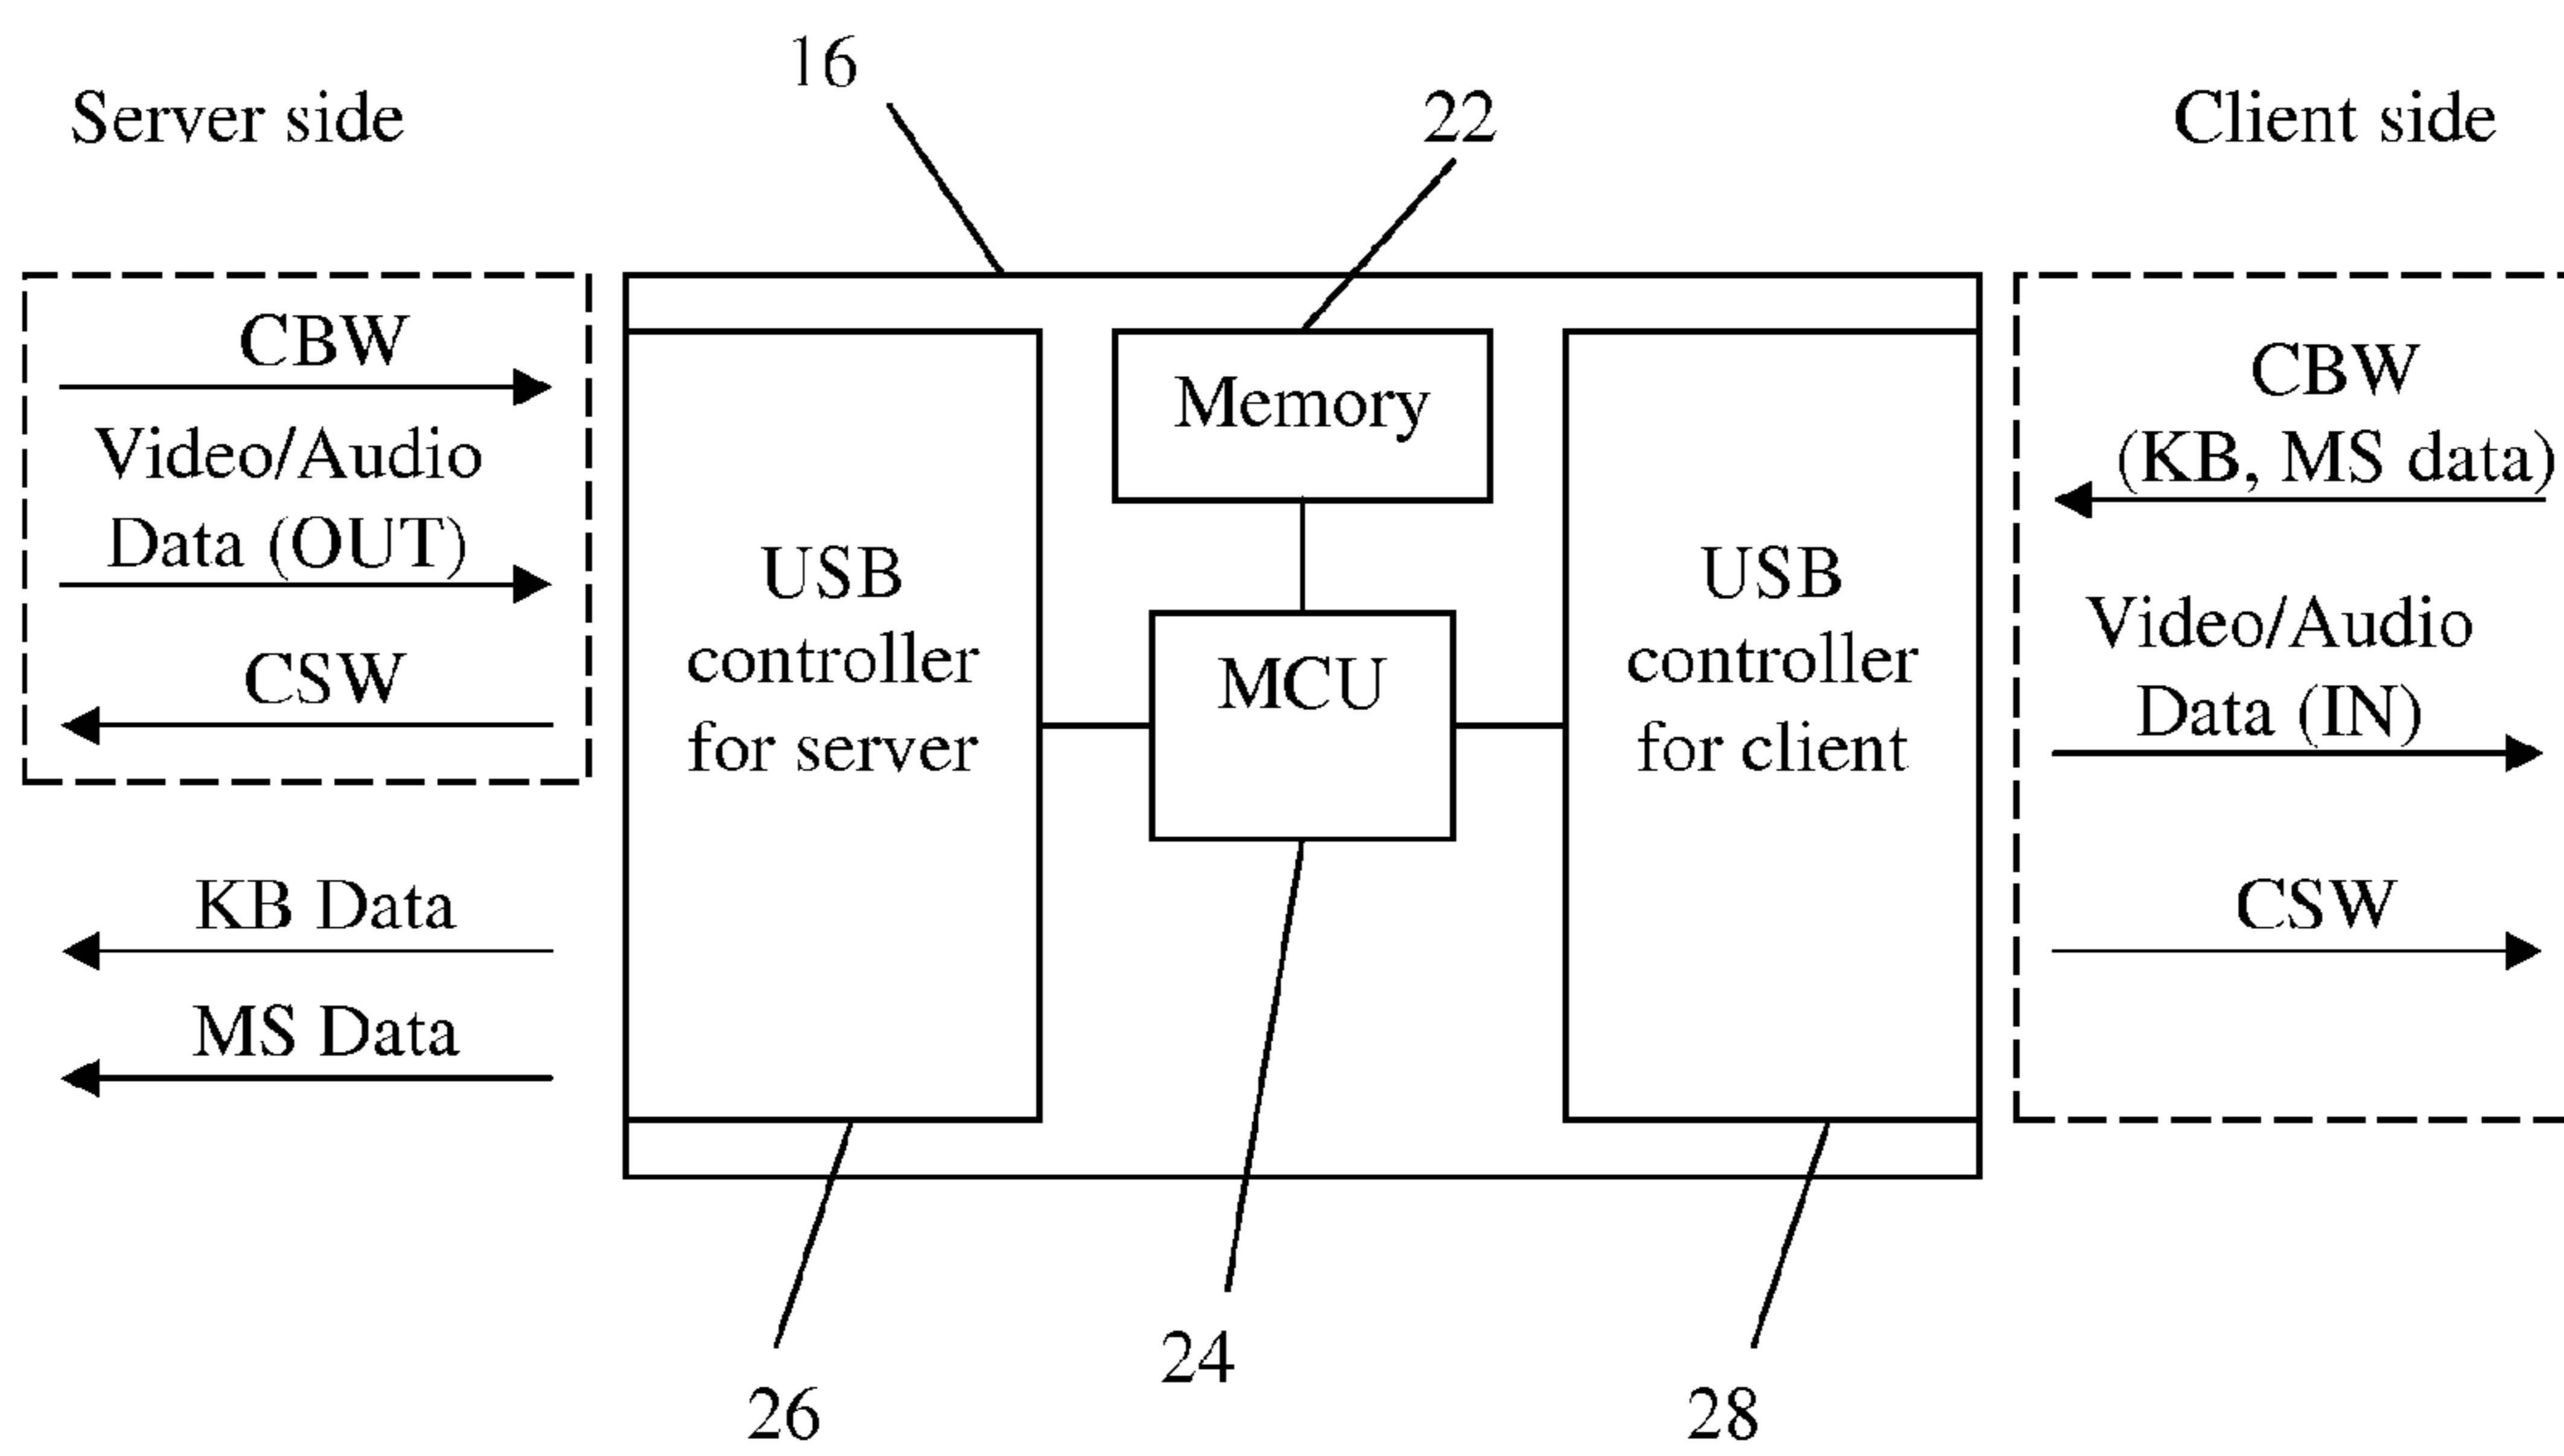 16
22
Server side
Client side
CBW
Video/Audio
Data (OUT)
CSW
KB Data
MS Data
USB
controller
for server
Memory
MCU
USB
controller
for client
CBW
(KB, MS data)
Video/Audio
Data (IN)
CSW
24
26
28